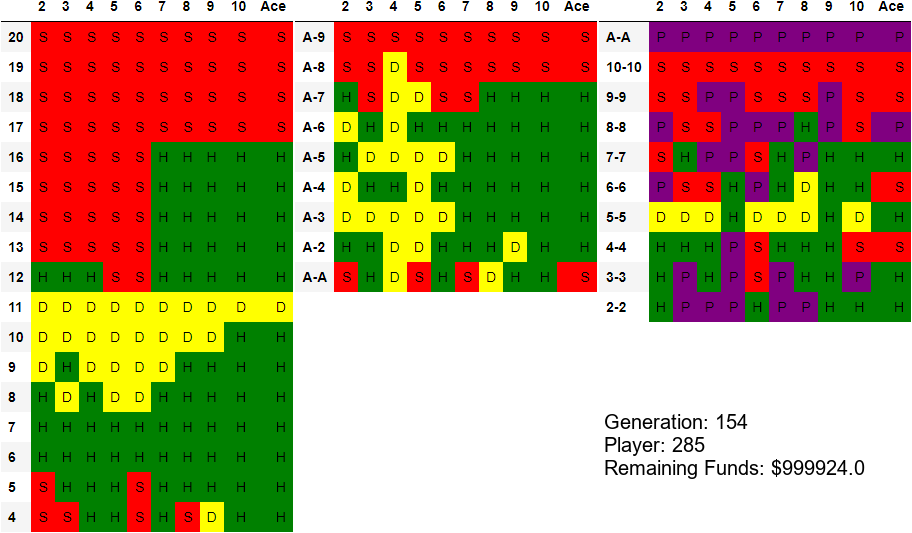 2 3 4 5 6 7 8 9 10 Ace
20 S S S S S S S S S S
19 S S S S S S S S S S
18 S S S S S S S S S S
17 S S S S S S S S S S
16 S S S S S H H H H H
15 S S S S S H H H H H
14 S S S S S H H H H H
13 S S S S S H H H H H
12 H H H S S H H H H H
11 D D D D D D D D D D
10 D D D D D D D D H H
9 D H D D D D H H H H
8 H D H D D H H H H H
7 H H H H H H H H H H
6 H H H H H H H H H H
5 S H H H S H H H H H
4 S S H H S H S D H H
2 3 4 5 6 7 8 9 10 Ace
A-9 S S S S S S S S S S
A-8 S S D S S S S S S S
A-7 H S D D S S H H H H
A-6 D H D H H H H H H H
A-5 H D D D D H H H H H
A-4 D H H D H H H H H H
A-3 D D D D D H H H H H
A-2 H H D D H H H D H H
A-A S H D S H S D H H S
2 3 4 5 6 7 8 9 10 Ace
A-A P P P P P P P P P P
10-10 S S S S S S S S S S
9-9 S S P P S S S P S S
8-8 P S S P P P H P S P
7-7 S H P P S H P H H H
6-6 P S S H P H D H H S
5-5 D D D H D D D H D H
4-4 H H H P S H H H S S
3-3 H P H P S P H H P H
2-2 H P P P H P P H H H
Generation: 154
Player: 285
Remaining Funds: $999924.0